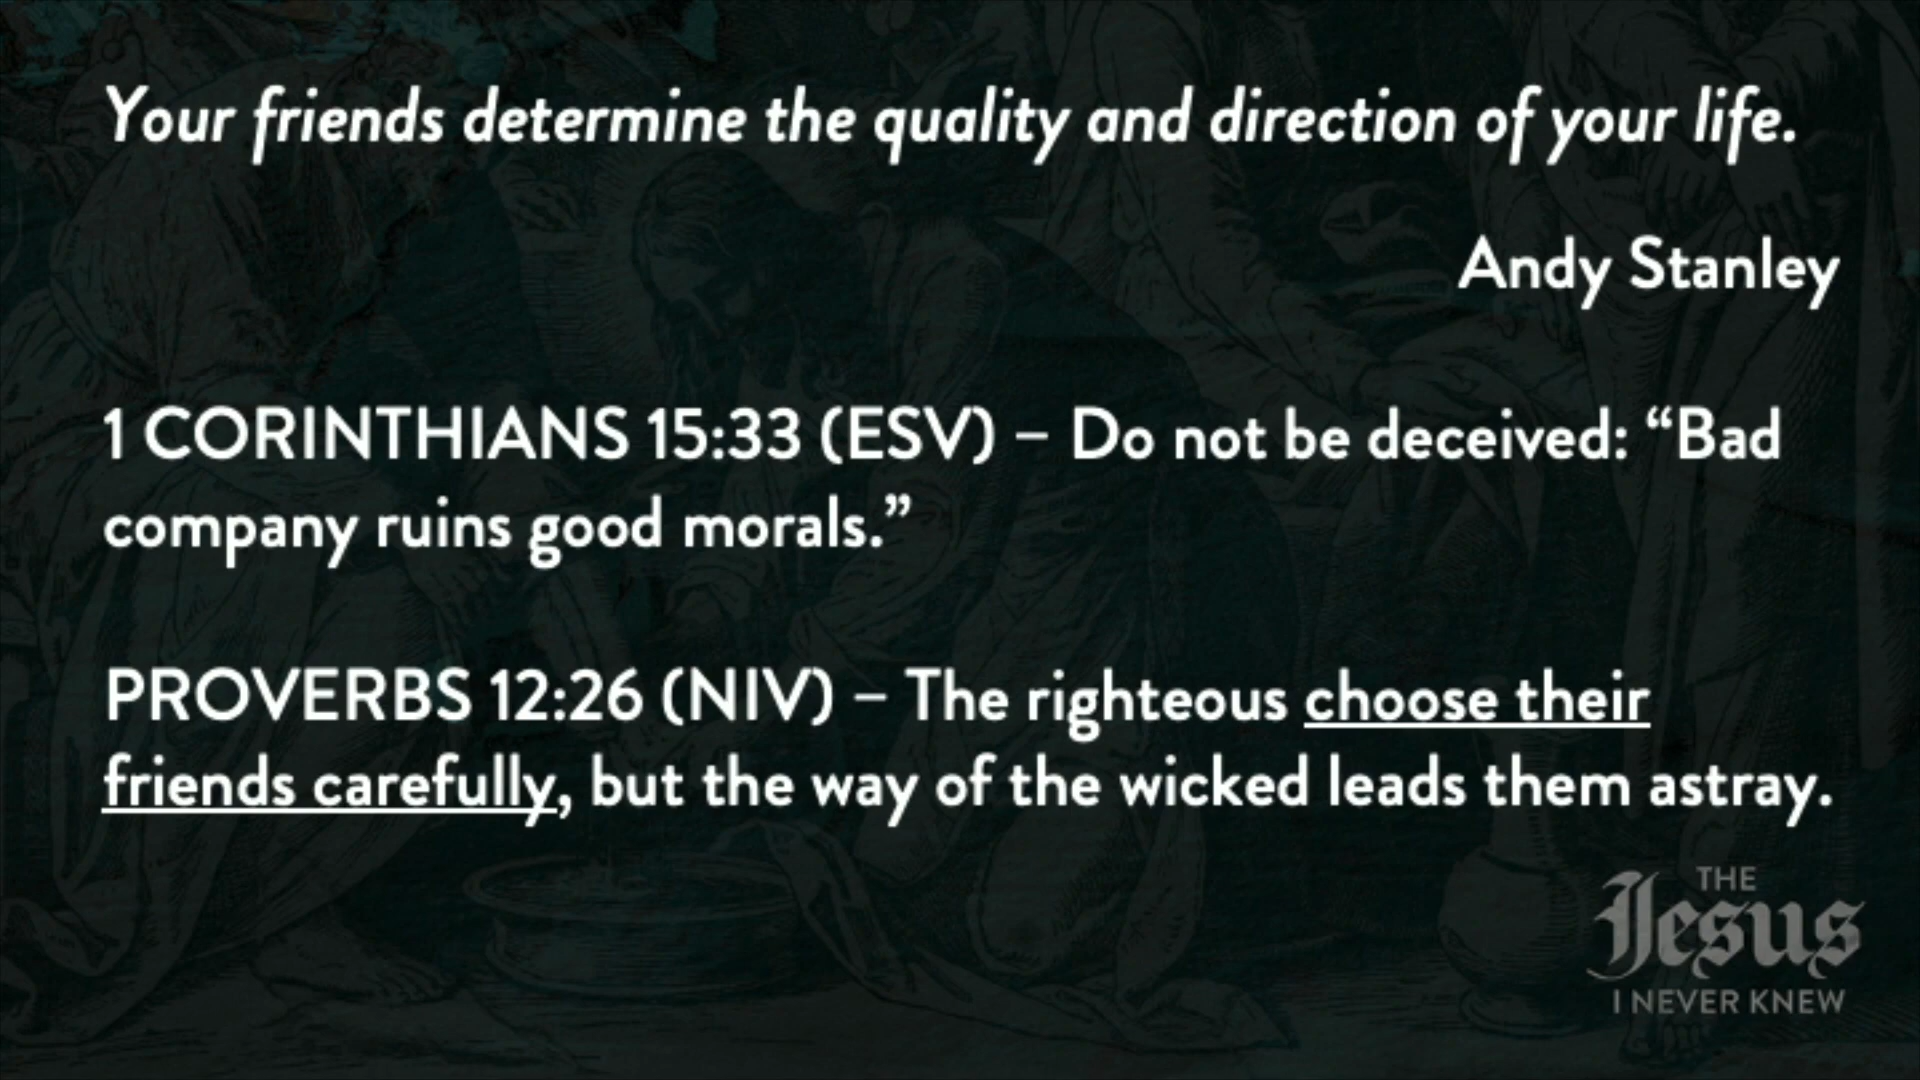 Your friends determine the quality and direction of your life.
Andy Stanley
1 CORINTHIANS 15:33 (ESV) – Do not be deceived: “Bad
company ruins good morals.”
PROVERBS 12:26 (NIV) – The righteous choose their
friends carefully, but the way of the wicked leads them astray.
THE
Jesus
I NEVER KNEW